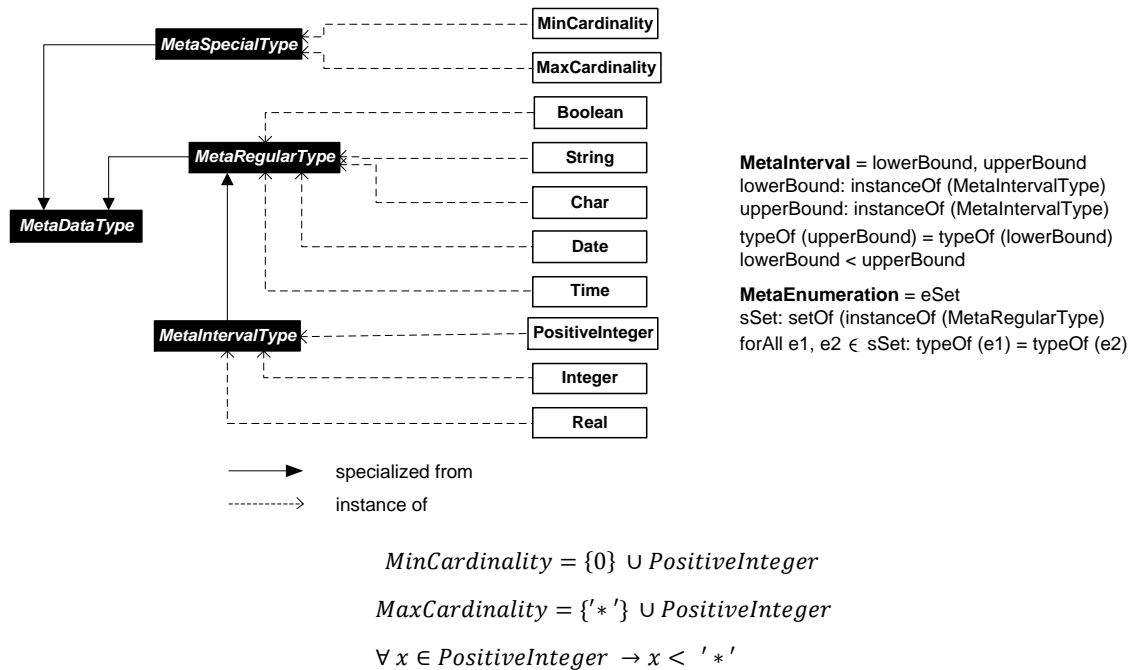 MinCardinality
MetaSpecialType
MaxCardinality
Boolean
MetaRegularType
String
Char
MetaDataType
Date
Time
MetaIntervalType
PositiveInteger
Integer
Real
MetaInterval = lowerBound, upperBound
lowerBound: instanceOf (MetaIntervalType)
upperBound: instanceOf (MetaIntervalType)
typeOf (upperBound) = typeOf (lowerBound)
lowerBound < upperBound
MetaEnumeration = eSet
sSet: setOf (instanceOf (MetaRegularType)
forAll e1, e2 ϵ sSet: typeOf (e1) = typeOf (e2)
specialized from
instance of
MinCardinality = {0} ∪ PositiveInteger
MaxCardinality = {'*'} ∪ PositiveInteger
∀ x ∈ PositiveInteger → x < '*'